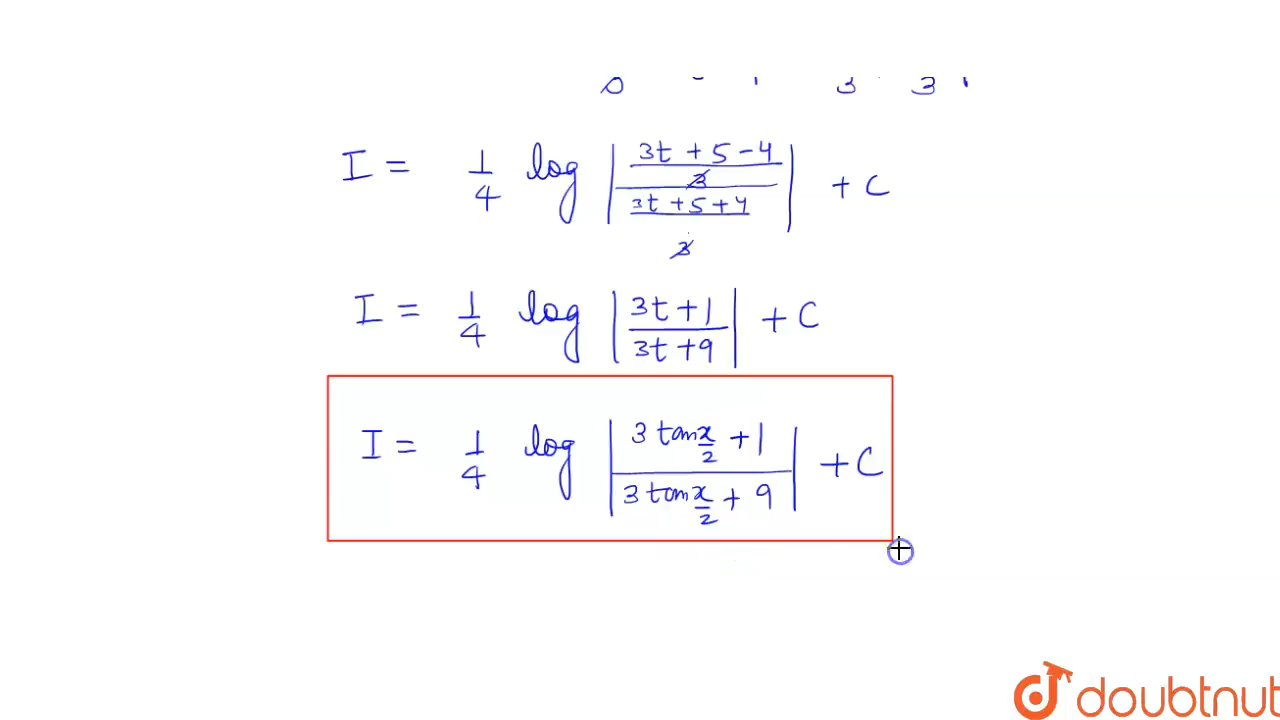 I = 1/4 log | (3t + 5 - 4)/3 / (3t + 5 + 4)/3 | + C
I = 1/4 log | (3t + 1)/(3t + 9) | + C
I = 1/4 log | (3 tan x/2 + 1)/(3 tan x/2 + 9) | + C
doubtnut